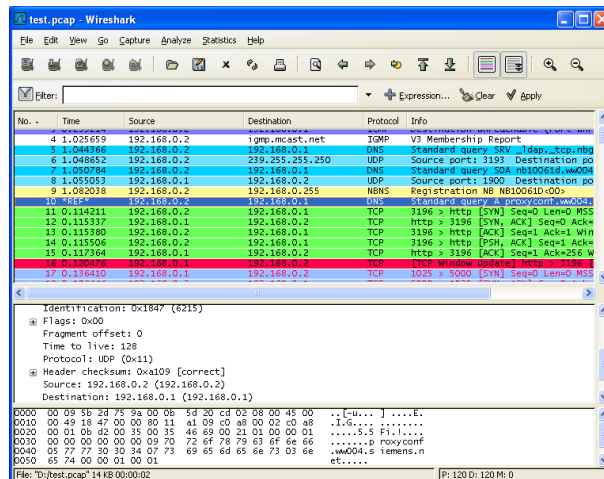 test.pcap - Wireshark
File Edit View Go Capture Analyze Statistics Help
Filter: Expression... Clear Apply
No. . Time Source Destination Protocol Info
4 1.025659 192.168.0.2 igmp.mcast.net IGMP V3 Membership Report
5 1.044366 192.168.0.2 192.168.0.1 DNS Standard query SRV _ldap._tcp.nbg
6 1.048652 192.168.0.2 239.255.255.250 UDP Source port: 3193 Destination po
7 1.050784 192.168.0.2 192.168.0.1 DNS Standard query SOA nb10061d.ww004
8 1.055053 192.168.0.1 192.168.0.2 UDP Source port: 1900 Destination po
9 1.082038 192.168.0.2 192.168.0.255 NBNS Registration NB NB10061D<00>
10 *REF* 192.168.0.2 192.168.0.1 DNS Standard query A proxyconf.ww004.
11 0.114211 192.168.0.2 192.168.0.1 TCP 3196 > http [SYN] Seq=0 Len=0 MSS
12 0.115337 192.168.0.1 192.168.0.2 TCP http > 3196 [SYN, ACK] Seq=0 Ack=
13 0.115380 192.168.0.2 192.168.0.1 TCP 3196 > http [ACK] Seq=1 Ack=1 Win
14 0.115506 192.168.0.2 192.168.0.1 TCP 3196 > http [PSH, ACK] Seq=1 Ack=
15 0.117364 192.168.0.1 192.168.0.2 TCP http > 3196 [ACK] Seq=1 Ack=256 W
16 0.120476 192.168.0.1 192.168.0.2 TCP [TCP Window Update] http > 3196 [
17 0.136410 192.168.0.1 192.168.0.2 TCP 1025 > 5000 [SYN] Seq=0 Len=0 MSS
Identification: 0x1847 (6215)
Flags: 0x00
Fragment offset: 0
Time to live: 128
Protocol: UDP (0x11)
Header checksum: 0xa109 [correct]
Source: 192.168.0.2 (192.168.0.2)
Destination: 192.168.0.1 (192.168.0.1)
0000 00 09 5b 2d 75 9a 00 0b 5d 20 cd 02 08 00 45 00 ..[-u... ] ....E.
0010 00 49 18 47 00 00 80 11 a1 09 c0 a8 00 02 c0 a8 .I.G.... ........
0020 00 01 0b d2 00 35 00 35 46 69 00 21 01 00 00 01 .....5.5 Fi.!....
0030 00 00 00 00 00 00 09 70 72 6f 78 79 63 6f 6e 66 .......p roxyconf
0040 05 77 77 30 30 34 07 73 69 65 6d 65 6e 73 03 6e .ww004.s iemens.n
0050 65 74 00 00 01 00 01 et.....
File: "D:/test.pcap" 14 KB 00:00:02 P: 120 D: 120 M: 0